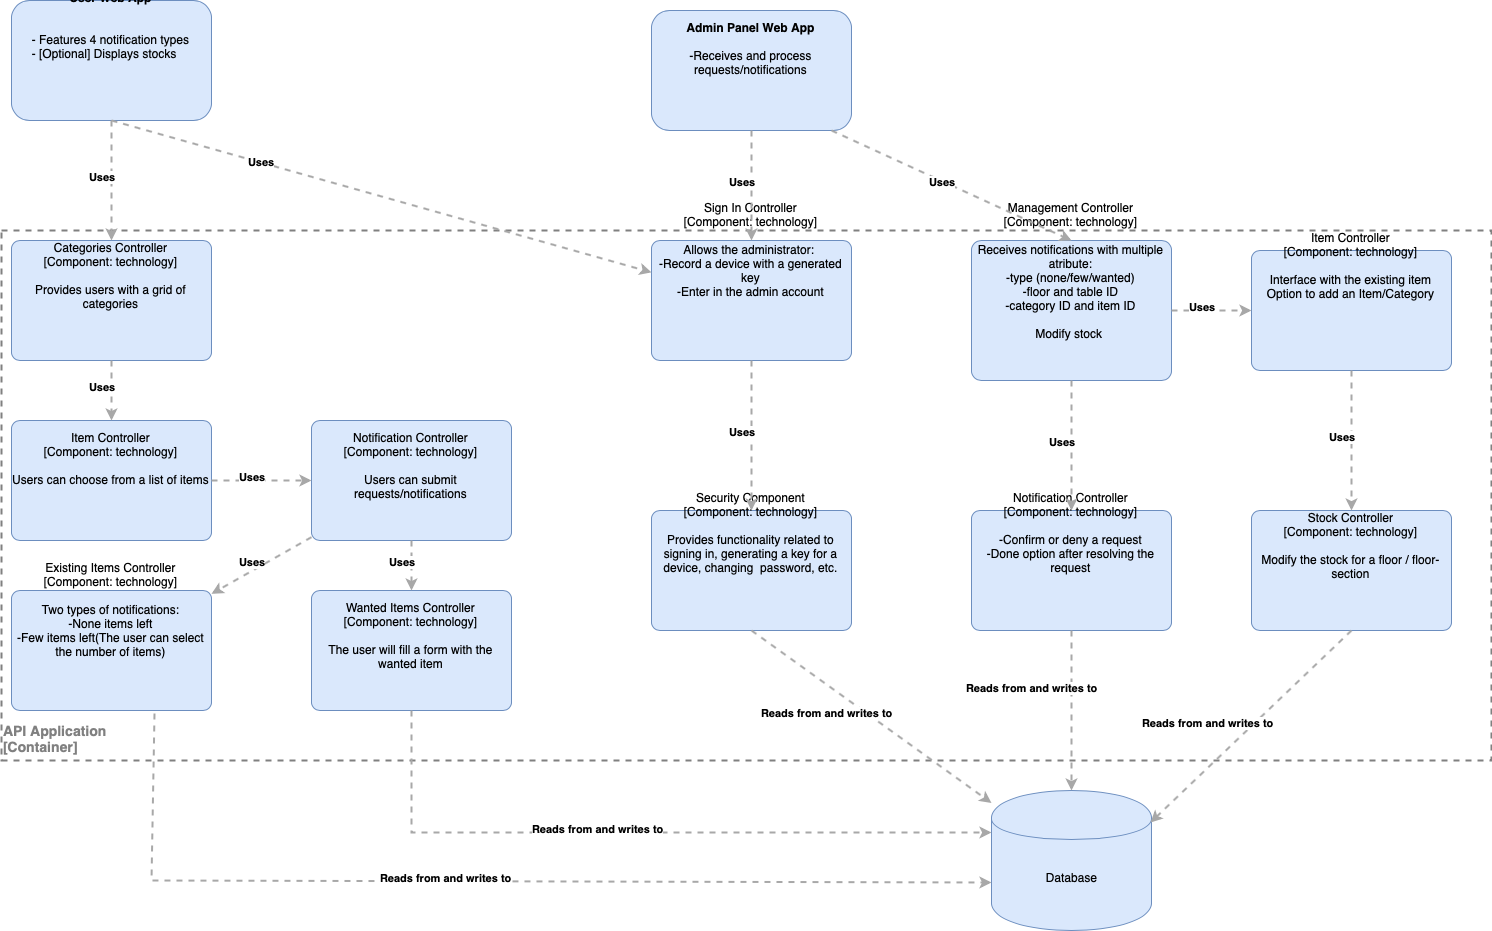 User Web App
- Features 4 notification types
- [Optional] Displays stocks
Admin Panel Web App
-Receives and process
requests/notifications
Uses
Uses
Uses
Uses
Sign In Controller
[Component: technology]
Management Controller
[Component: technology]
Categories Controller
[Component: technology]
Provides users with a grid of
categories
Allows the administrator:
-Record a device with a generated
key
-Enter in the admin account
Receives notifications with multiple
atribute:
-type (none/few/wanted)
-floor and table ID
-category ID and item ID
Modify stock
Uses
Item Controller
[Component: technology]
Interface with the existing item
Option to add an Item/Category
Uses
Uses
Uses
Uses
Item Controller
[Component: technology]
Users can choose from a list of items
Uses
Notification Controller
[Component: technology]
Users can submit
requests/notifications
Security Component
[Component: technology]
Provides functionality related to
signing in, generating a key for a
device, changing  password, etc.
Notification Controller
[Component: technology]
-Confirm or deny a request
-Done option after resolving the
request
Stock Controller
[Component: technology]
Modify the stock for a floor / floor-
section
Uses
Uses
Existing Items Controller
[Component: technology]
Two types of notifications:
-None items left
-Few items left(The user can select
the number of items)
Wanted Items Controller
[Component: technology]
The user will fill a form with the
wanted item
Reads from and writes to
Reads from and writes to
Reads from and writes to
API Application
[Container]
Reads from and writes to
Reads from and writes to
Database